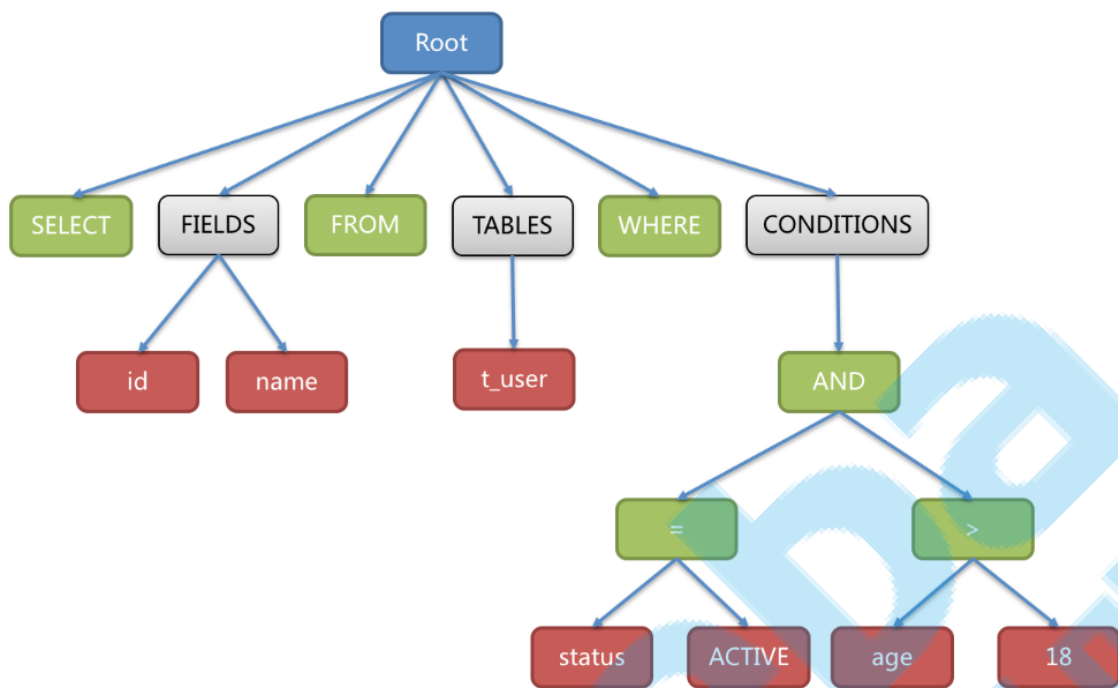 Root
SELECT
FIELDS
FROM
TABLES
WHERE
CONDITIONS
id
name
t_user
AND
=
>
status
ACTIVE
age
18